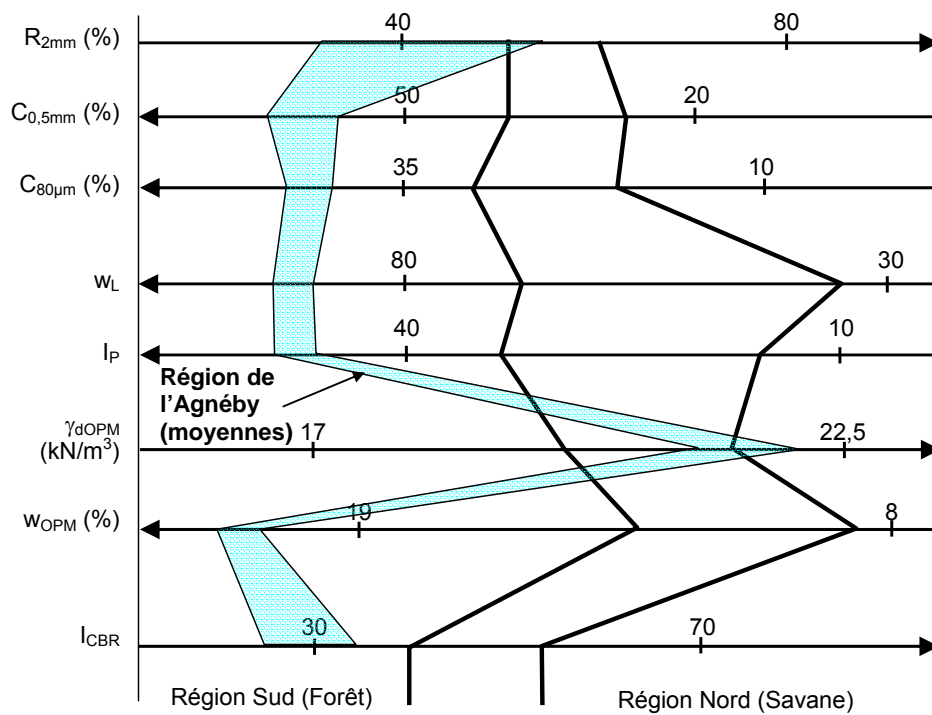 R2mm (%)
40
80
C0,5mm (%)
50
20
C80µm (%)
35
10
wL
80
30
IP
40
10
Région de
l'Agnéby
(moyennes)
γdOPM
(kN/m³)
17
22,5
wOPM (%)
19
8
ICBR
30
70
Région Sud (Forêt)
Région Nord (Savane)